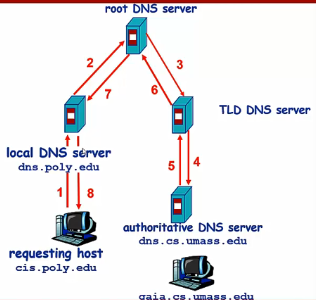 root DNS server
2
3
7
6
TLD DNS server
local DNS server
dns.poly.edu
5
4
1
8
authoritative DNS server
dns.cs.umass.edu
requesting host
cis.poly.edu
gaia.cs.umass.edu